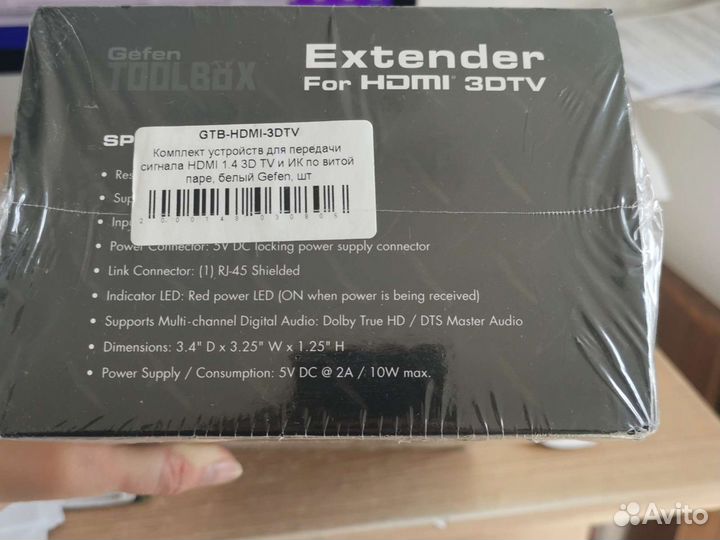 Gefen
TOOLBOX
Extender
For HDMI 3DTV
SP
GTB-HDMI-3DTV
Комплект устройств для передачи
сигнала HDMI 1.4 3D TV и ИК по витой
паре, белый Gefen, шт
• Res
• Sup
• Inpu
• Power Connector: 5V DC locking power supply connector
• Link Connector: (1) RJ-45 Shielded
• Indicator LED: Red power LED (ON when power is being received)
• Supports Multi-channel Digital Audio: Dolby True HD / DTS Master Audio
• Dimensions: 3.4" D x 3.25" W x 1.25" H
• Power Supply / Consumption: 5V DC @ 2A / 10W max.
Avito